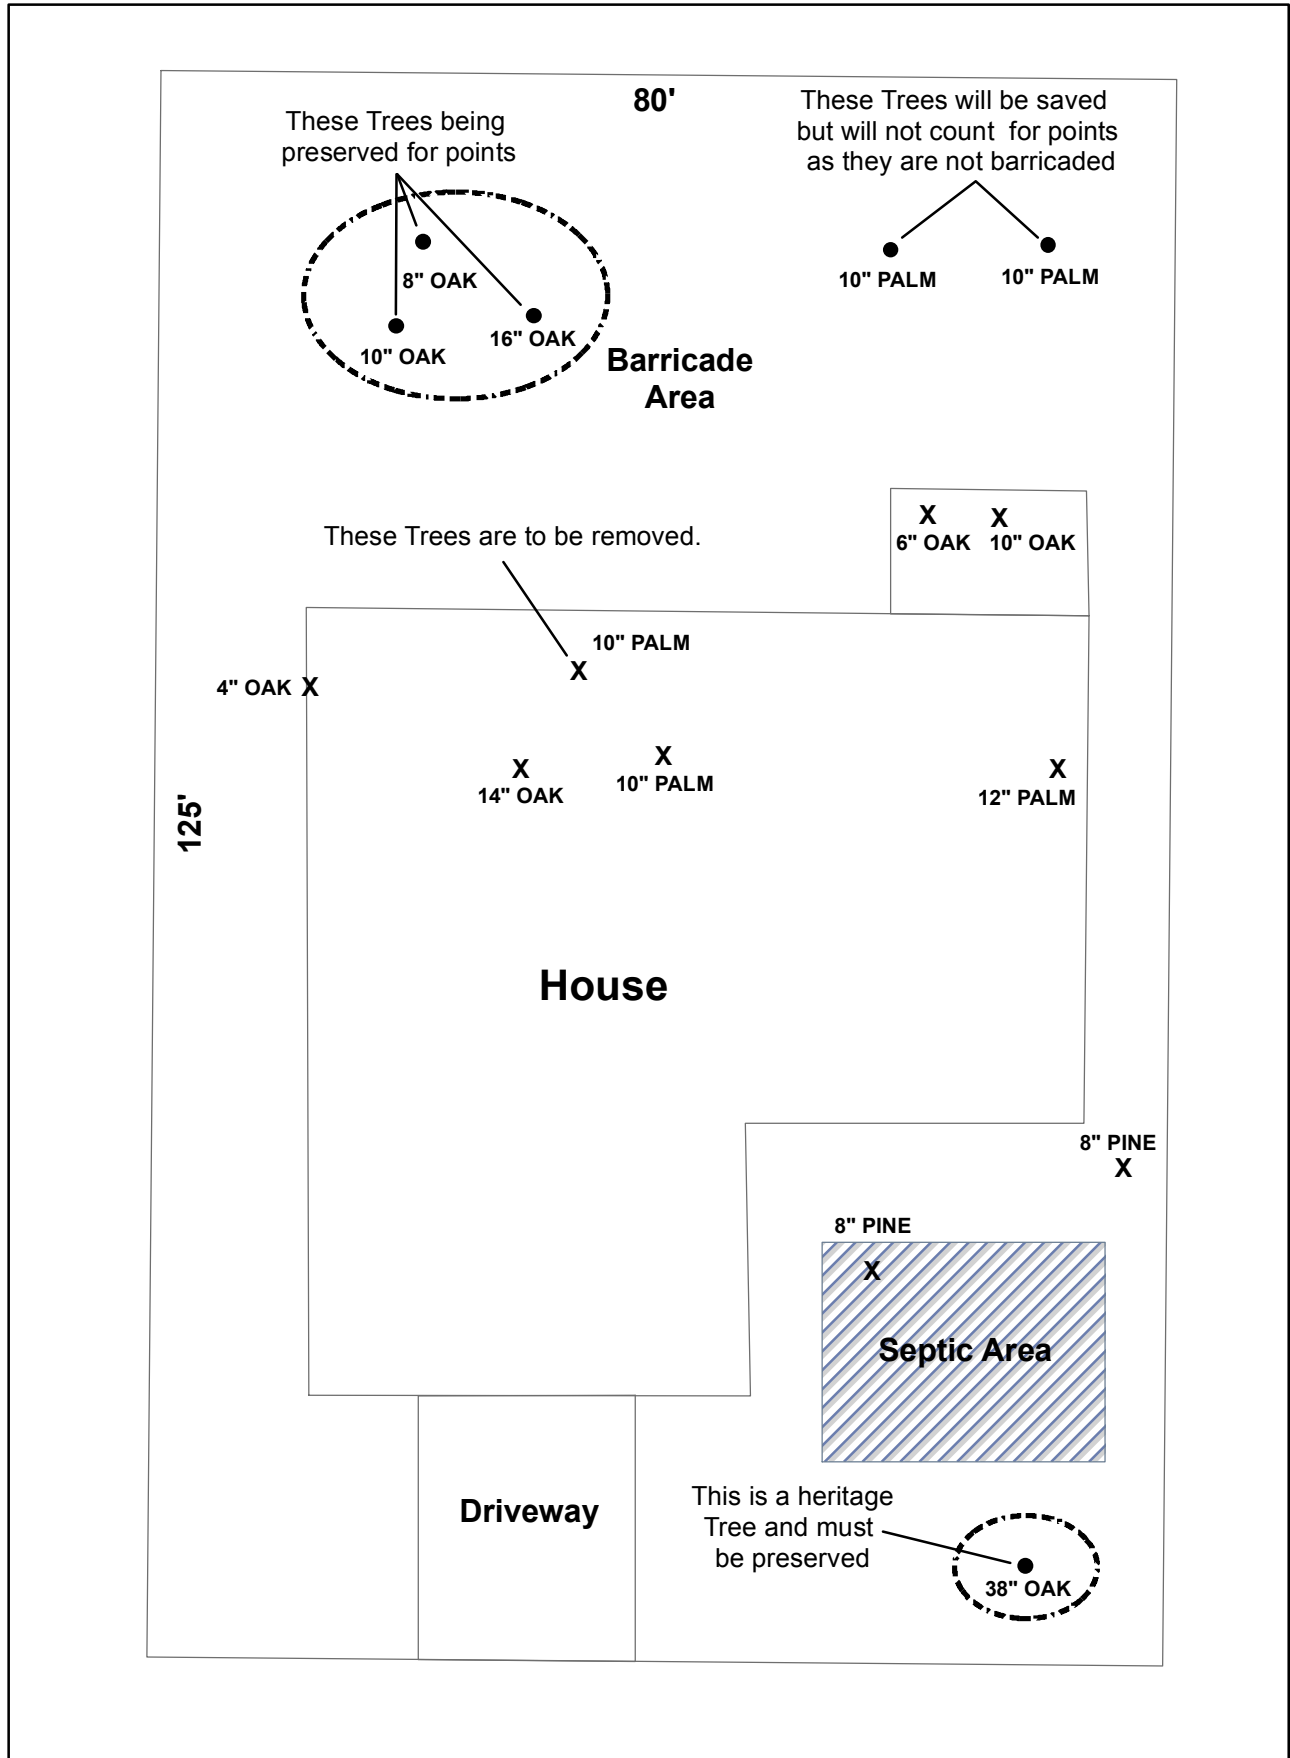 80'
These Trees being
preserved for points
These Trees will be saved
but will not count for points
as they are not barricaded
8" OAK
10" OAK
16" OAK
10" PALM
10" PALM
Barricade
Area
X
X
6" OAK
10" OAK
These Trees are to be removed.
10" PALM
X
4" OAK X
X
14" OAK
X
10" PALM
X
12" PALM
125'
House
8" PINE
X
8" PINE
X
Septic Area
Driveway
This is a heritage
Tree and must
be preserved
38" OAK